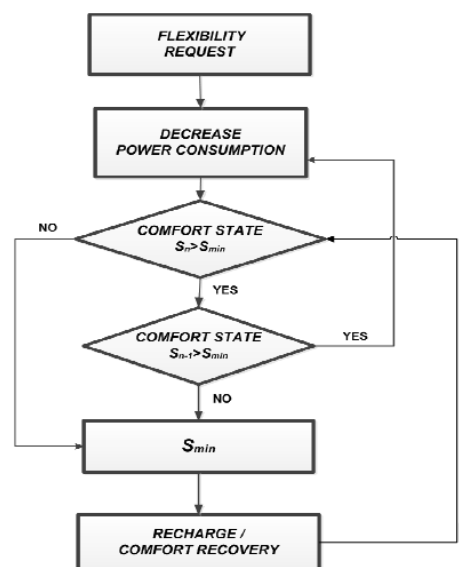 FLEXIBILITY
REQUEST
DECREASE
POWER CONSUMPTION
NO
COMFORT STATE
Sn>Smin
YES
COMFORT STATE
Sn-1>Smin
YES
NO
Smin
RECHARGE /
COMFORT RECOVERY